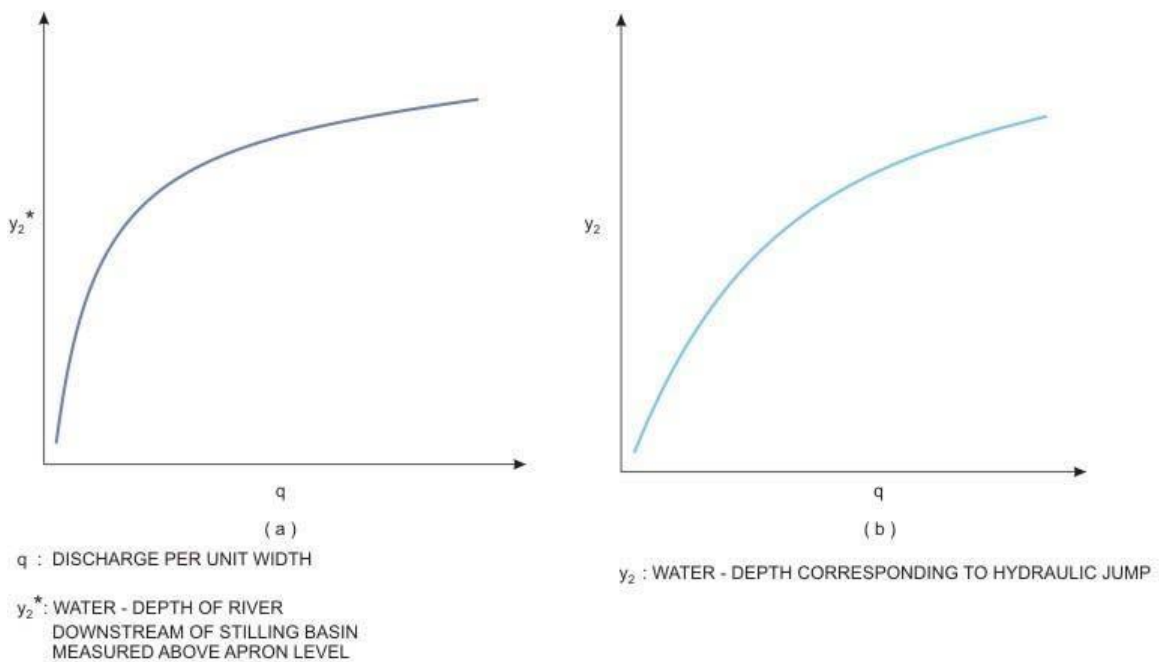 y₂*
q
( a )
q : DISCHARGE PER UNIT WIDTH
y₂*: WATER - DEPTH OF RIVER
DOWNSTREAM OF STILLING BASIN
MEASURED ABOVE APRON LEVEL
y₂
q
( b )
y₂ : WATER - DEPTH CORRESPONDING TO HYDRAULIC JUMP